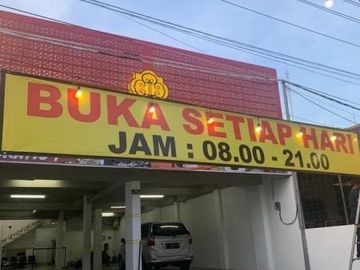 BUKA SETIAP HARI
JAM : 08.00 - 21.00